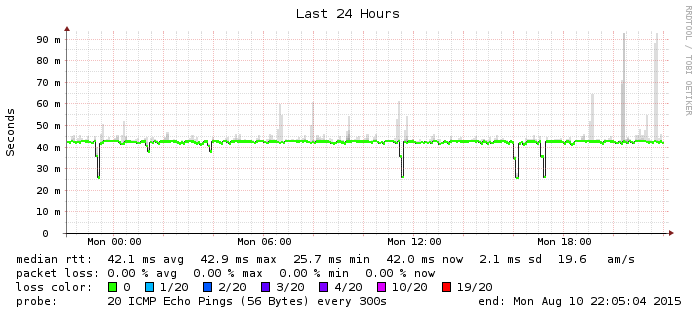 Last 24 Hours
RRDTOOL / TOBI OETIKER
Seconds
90 m
80 m
70 m
60 m
50 m
40 m
30 m
20 m
10 m
0
Mon 00:00 Mon 06:00 Mon 12:00 Mon 18:00
median rtt: 42.1 ms avg 42.9 ms max 25.7 ms min 42.0 ms now 2.1 ms sd 19.6 am/s
packet loss: 0.00 % avg 0.00 % max 0.00 % min 0.00 % now
loss color: 0 1/20 2/20 3/20 4/20 10/20 19/20
probe: 20 ICMP Echo Pings (56 Bytes) every 300s end: Mon Aug 10 22:05:04 2015